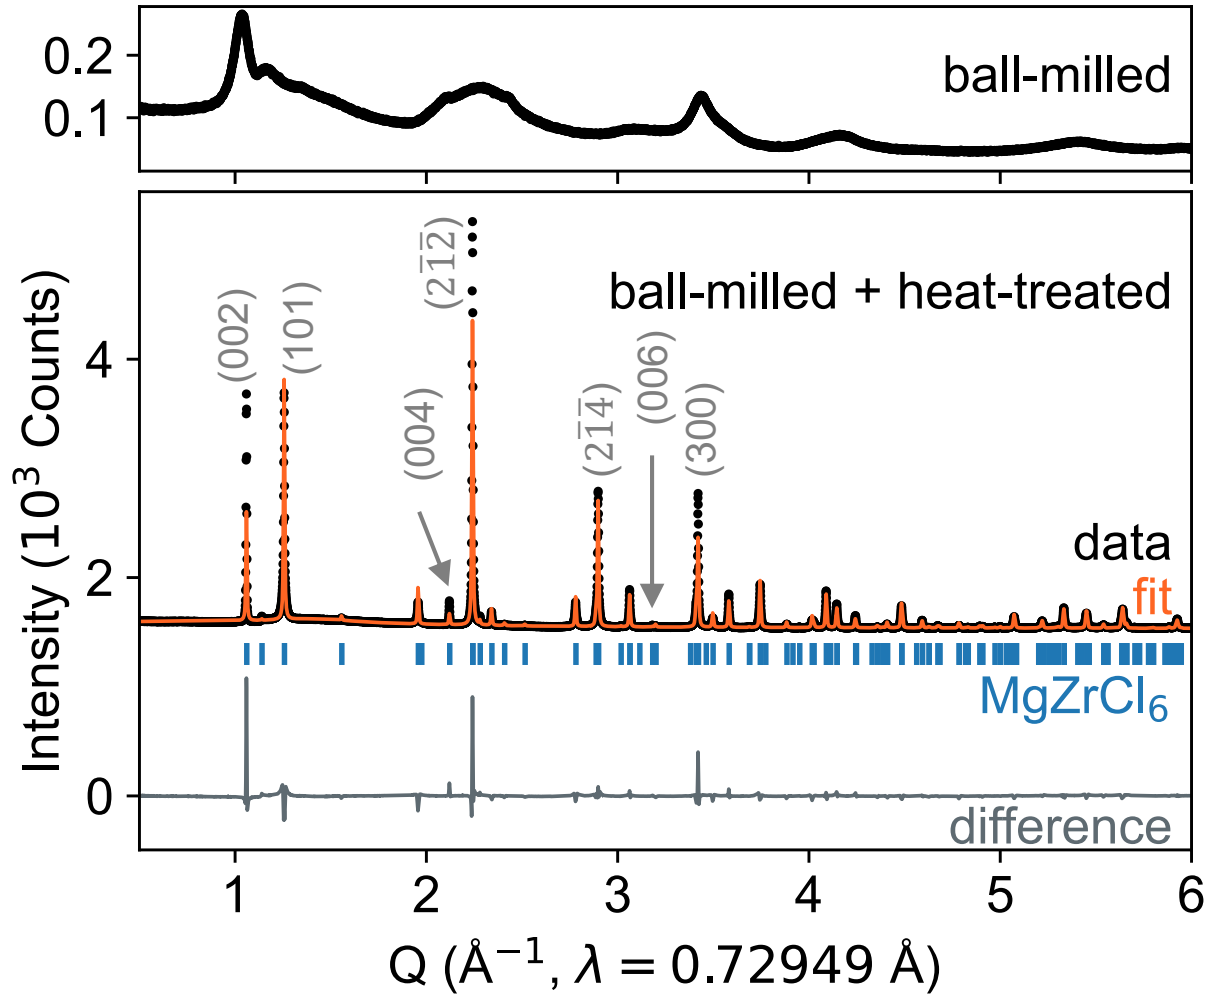 0.2
0.1
ball-milled
ball-milled + heat-treated
(002)
(101)
(004)
(21̅1̅2)
(21̅1̅4)
(006)
(300)
data
fit
MgZrCl₆
difference
4
2
0
Intensity (10³ Counts)
1 2 3 4 5 6
Q (Å⁻¹, λ = 0.72949 Å)